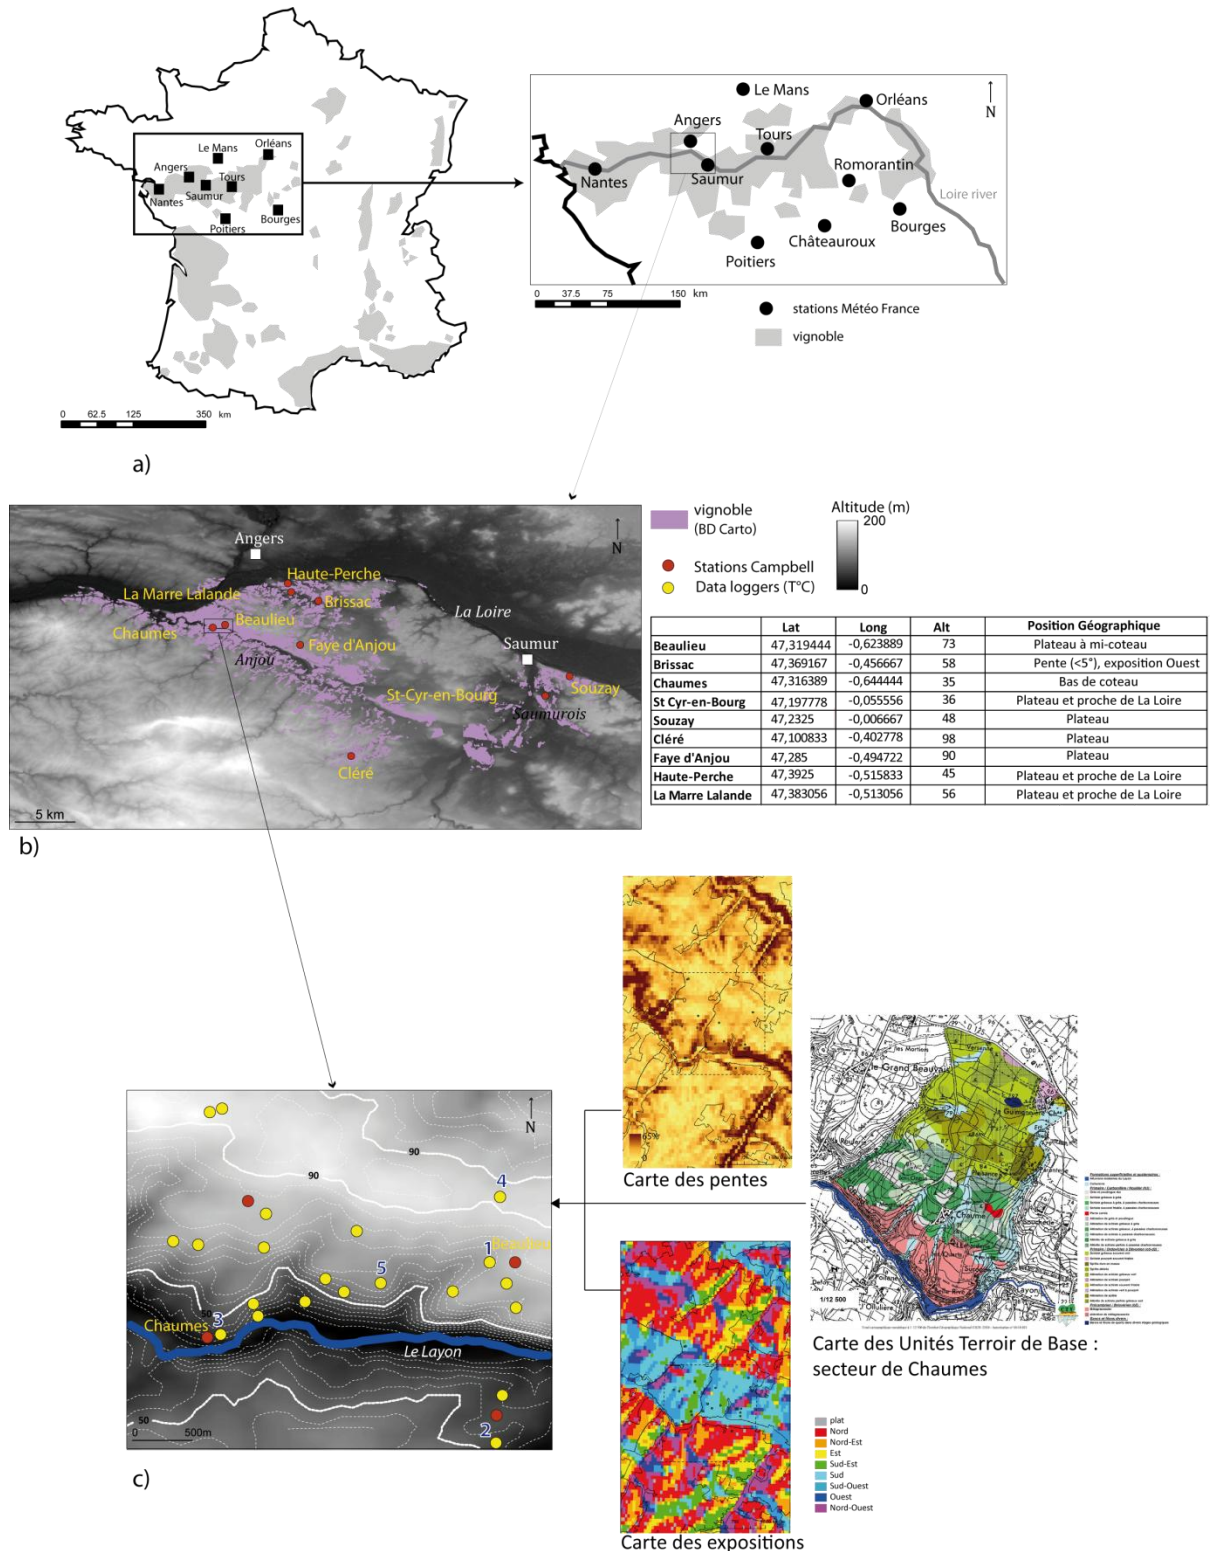 Le Mans
Orléans
Angers
Tours
Nantes
Saumur
Poitiers
Bourges
0 62.5 125 350 km
a)
N
Le Mans
Orléans
Angers
Tours
Romorantin
Nantes
Saumur
Loire river
Bourges
Châteauroux
Poitiers
0 37.5 75 150 km
stations Météo France
vignoble
N
Angers
Haute-Perche
La Marre Lalande
Brissac
La Loire
Beaulieu
Chaumes
Faye d'Anjou
Saumur
Anjou
St-Cyr-en-Bourg
Souzay
Saumurois
Cléré
5 km
b)
vignoble
(BD Carto)
Altitude (m)
200
0
Stations Campbell
Data loggers (T°C)
Lat Long Alt Position Géographique
Beaulieu 47,319444 -0,623889 73 Plateau à mi-coteau
Brissac 47,369167 -0,456667 58 Pente (<5°), exposition Ouest
Chaumes 47,316389 -0,644444 35 Bas de coteau
St Cyr-en-Bourg 47,197778 -0,055556 36 Plateau et proche de La Loire
Souzay 47,2325 -0,006667 48 Plateau
Cléré 47,100833 -0,402778 98 Plateau
Faye d'Anjou 47,285 -0,494722 90 Plateau
Haute-Perche 47,3925 -0,515833 45 Plateau et proche de La Loire
La Marre Lalande 47,383056 -0,513056 56 Plateau et proche de La Loire
N
90
90
4
1
Beaulieu
5
50
Chaumes
3
Le Layon
2
50
0 500m
c)
65%
0
Carte des pentes
le Grand Beauvais
Chaume
Layon
1/12 500
Carte des Unités Terroir de Base :
secteur de Chaumes
plat
Nord
Nord-Est
Est
Sud-Est
Sud
Sud-Ouest
Ouest
Nord-Ouest
Carte des expositions